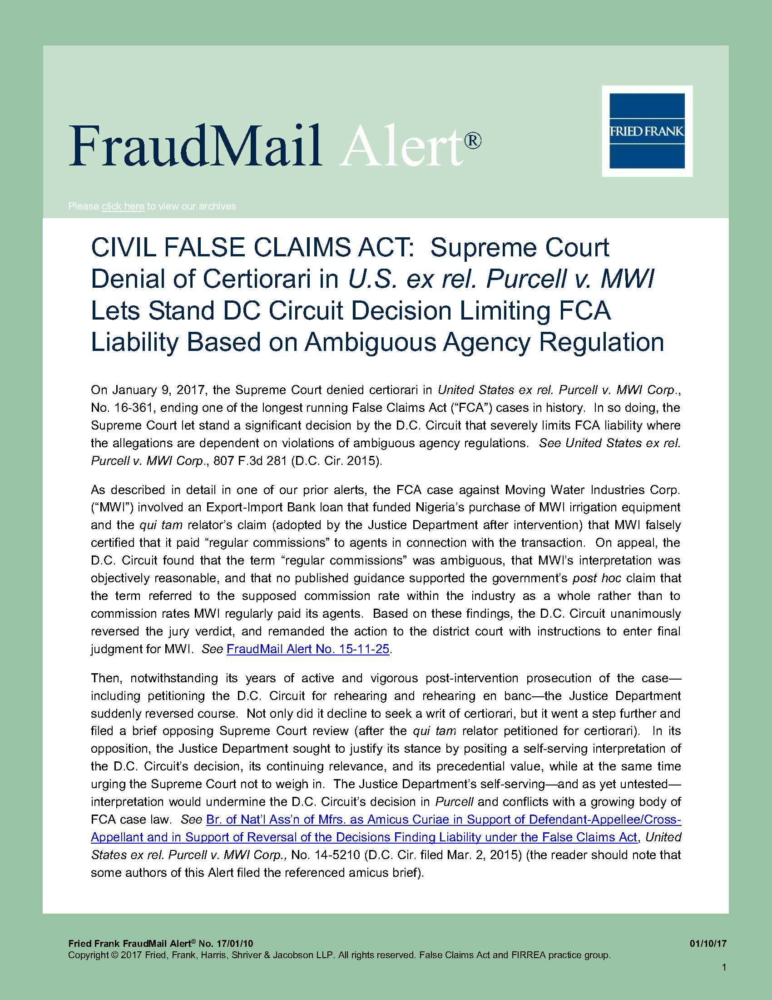 FraudMail Alert®
FRIED FRANK
Please click here to view our archives
CIVIL FALSE CLAIMS ACT: Supreme Court
Denial of Certiorari in U.S. ex rel. Purcell v. MWI
Lets Stand DC Circuit Decision Limiting FCA
Liability Based on Ambiguous Agency Regulation
On January 9, 2017, the Supreme Court denied certiorari in United States ex rel. Purcell v. MWI Corp.,
No. 16-361, ending one of the longest running False Claims Act (“FCA”) cases in history. In so doing, the
Supreme Court let stand a significant decision by the D.C. Circuit that severely limits FCA liability where
the allegations are dependent on violations of ambiguous agency regulations. See United States ex rel.
Purcell v. MWI Corp., 807 F.3d 281 (D.C. Cir. 2015).
As described in detail in one of our prior alerts, the FCA case against Moving Water Industries Corp.
(“MWI”) involved an Export-Import Bank loan that funded Nigeria’s purchase of MWI irrigation equipment
and the qui tam relator’s claim (adopted by the Justice Department after intervention) that MWI falsely
certified that it paid “regular commissions” to agents in connection with the transaction. On appeal, the
D.C. Circuit found that the term “regular commissions” was ambiguous, that MWI’s interpretation was
objectively reasonable, and that no published guidance supported the government’s post hoc claim that
the term referred to the supposed commission rate within the industry as a whole rather than to
commission rates MWI regularly paid its agents. Based on these findings, the D.C. Circuit unanimously
reversed the jury verdict, and remanded the action to the district court with instructions to enter final
judgment for MWI. See FraudMail Alert No. 15-11-25.
Then, notwithstanding its years of active and vigorous post-intervention prosecution of the case—
including petitioning the D.C. Circuit for rehearing and rehearing en banc—the Justice Department
suddenly reversed course. Not only did it decline to seek a writ of certiorari, but it went a step further and
filed a brief opposing Supreme Court review (after the qui tam relator petitioned for certiorari). In its
opposition, the Justice Department sought to justify its stance by positing a self-serving interpretation of
the D.C. Circuit’s decision, its continuing relevance, and its precedential value, while at the same time
urging the Supreme Court not to weigh in. The Justice Department’s self-serving—and as yet untested—
interpretation would undermine the D.C. Circuit’s decision in Purcell and conflicts with a growing body of
FCA case law. See Br. of Nat’l Ass’n of Mfrs. as Amicus Curiae in Support of Defendant-Appellee/Cross-
Appellant and in Support of Reversal of the Decisions Finding Liability under the False Claims Act, United
States ex rel. Purcell v. MWI Corp., No. 14-5210 (D.C. Cir. filed Mar. 2, 2015) (the reader should note that
some authors of this Alert filed the referenced amicus brief).
Fried Frank FraudMail Alert® No. 17/01/10 01/10/17
Copyright © 2017 Fried, Frank, Harris, Shriver & Jacobson LLP. All rights reserved. False Claims Act and FIRREA practice group.
1